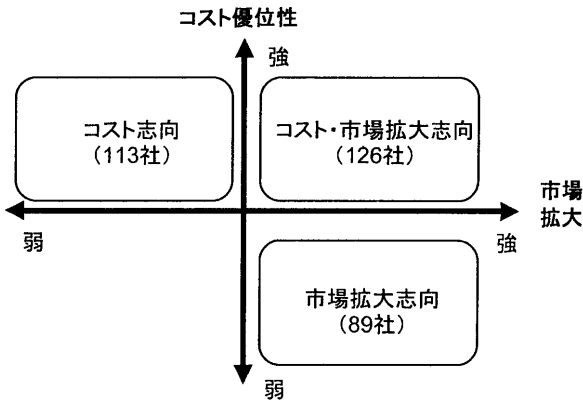 コスト優位性
強
コスト志向
（113社）
コスト・市場拡大志向
（126社）
市場
拡大
弱
強
市場拡大志向
（89社）
弱